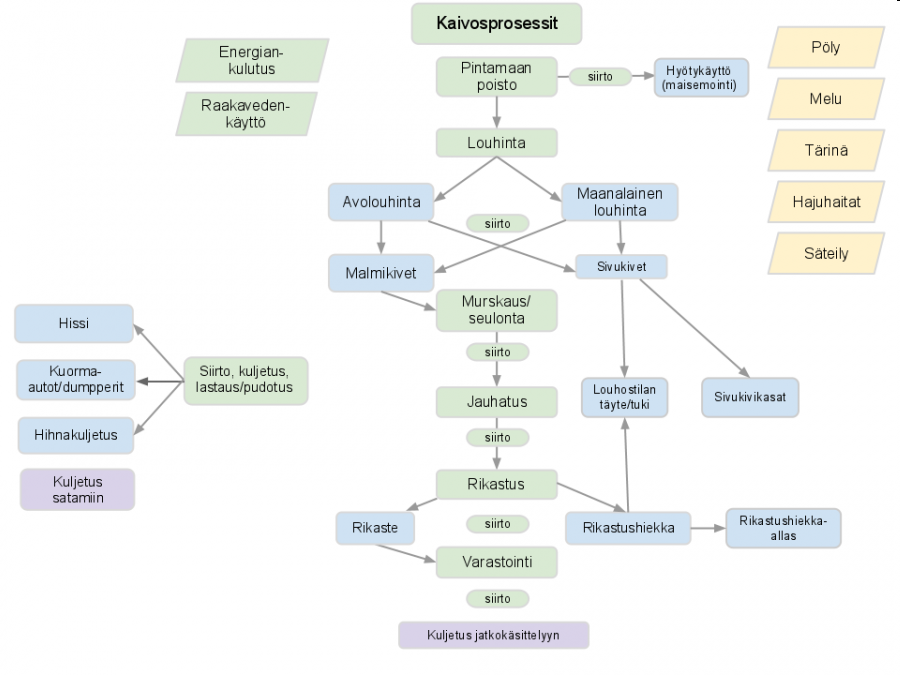 Kaivosprosessit
Energian-
kulutus
Raakaveden-
käyttö
Pintamaan
poisto
siirto
Hyötykäyttö
(maisemointi)
Pöly
Melu
Tärinä
Hajuhaitat
Säteily
Louhinta
Avolouhinta
siirto
Maanalainen
louhinta
Malmikivet
Sivukivet
Murskaus/
seulonta
siirto
Hissi
Kuorma-
autot/dumpperit
Hihnakuljetus
Siirto, kuljetus,
lastaus/pudotus
Kuljetus
satamiin
Jauhatus
Louhostilan
täyte/tuki
Sivukivikasat
siirto
Rikastus
Rikaste
siirto
Rikastushiekka
Rikastushiekka-
allas
Varastointi
siirto
Kuljetus jatkokäsittelyyn